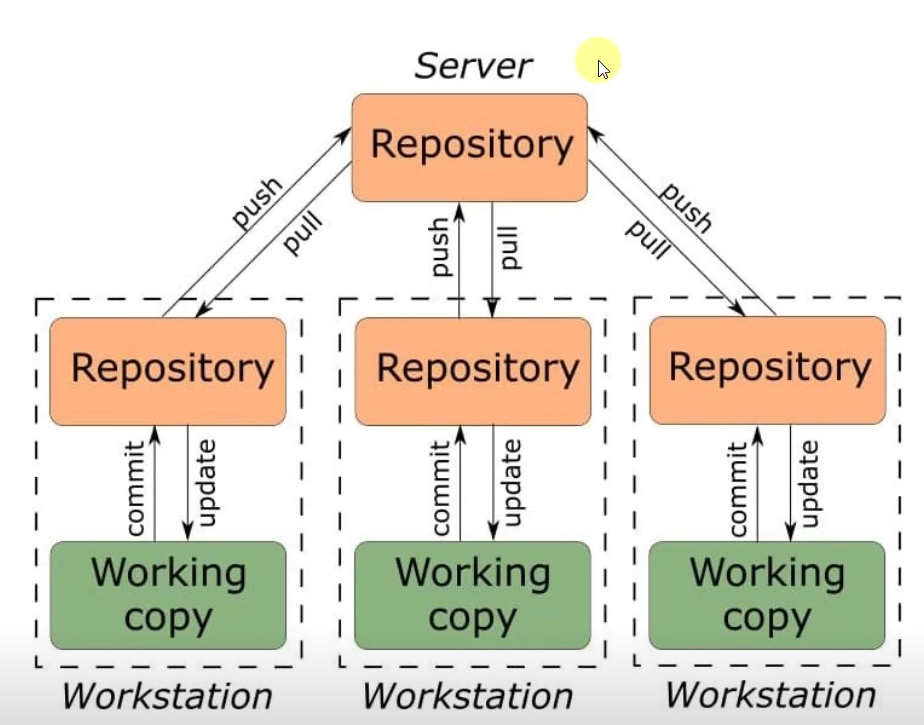 Server
Repository
push
pull
push
pull
push
pull
Repository
Repository
Repository
commit
update
commit
update
commit
update
Working
copy
Working
copy
Working
copy
Workstation
Workstation
Workstation